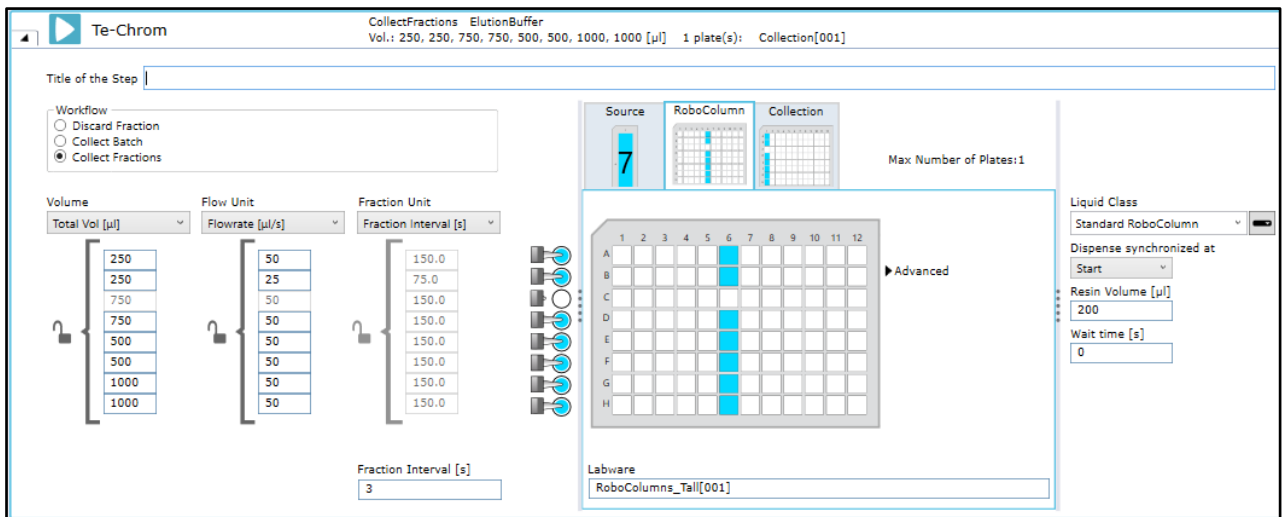 Te-Chrom
CollectFractions ElutionBuffer
Vol.: 250, 250, 750, 750, 500, 500, 1000, 1000 [µl] 1 plate(s): Collection[001]
Title of the Step
Workflow
Discard Fraction
Collect Batch
Collect Fractions
Volume
Total Vol [µl]
250
250
750
750
500
500
1000
1000
Flow Unit
Flowrate [µl/s]
50
25
50
50
50
50
50
50
Fraction Unit
Fraction Interval [s]
150.0
75.0
150.0
150.0
150.0
150.0
150.0
150.0
Fraction Interval [s]
3
Source
7
RoboColumn
Collection
Max Number of Plates:1
1 2 3 4 5 6 7 8 9 10 11 12
A
B
C
D
E
F
G
H
Advanced
Labware
RoboColumns_Tall[001]
Liquid Class
Standard RoboColumn
Dispense synchronized at
Start
Resin Volume [µl]
200
Wait time [s]
0